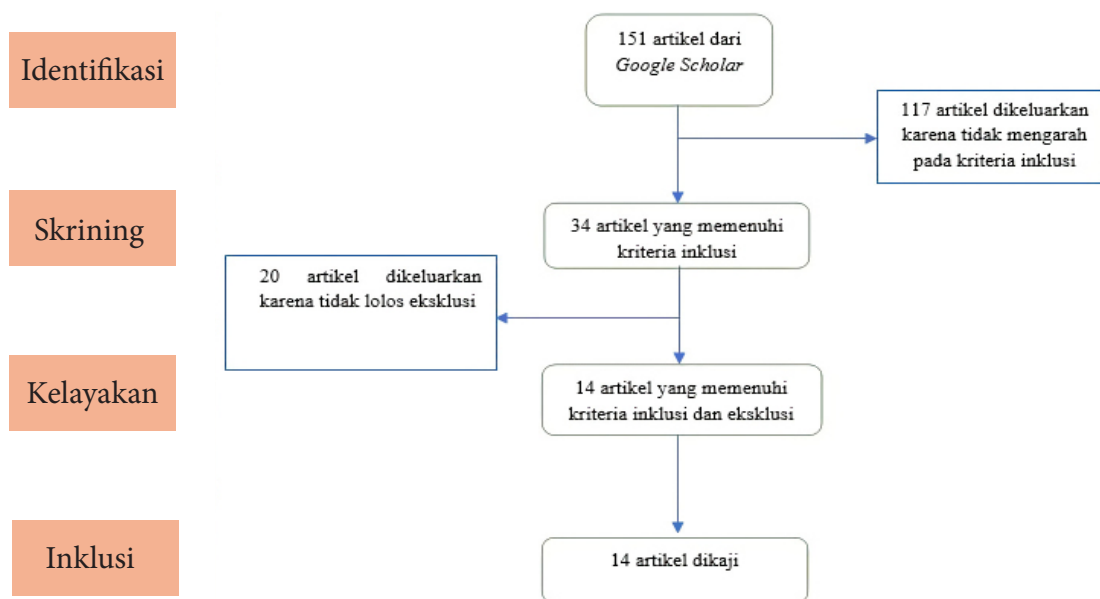 Identifikasi
151 artikel dari
Google Scholar
117 artikel dikeluarkan
karena tidak mengarah
pada kriteria inklusi
Skrining
34 artikel yang memenuhi
kriteria inklusi
20 artikel dikeluarkan
karena tidak lolos eksklusi
Kelayakan
14 artikel yang memenuhi
kriteria inklusi dan eksklusi
Inklusi
14 artikel dikaji